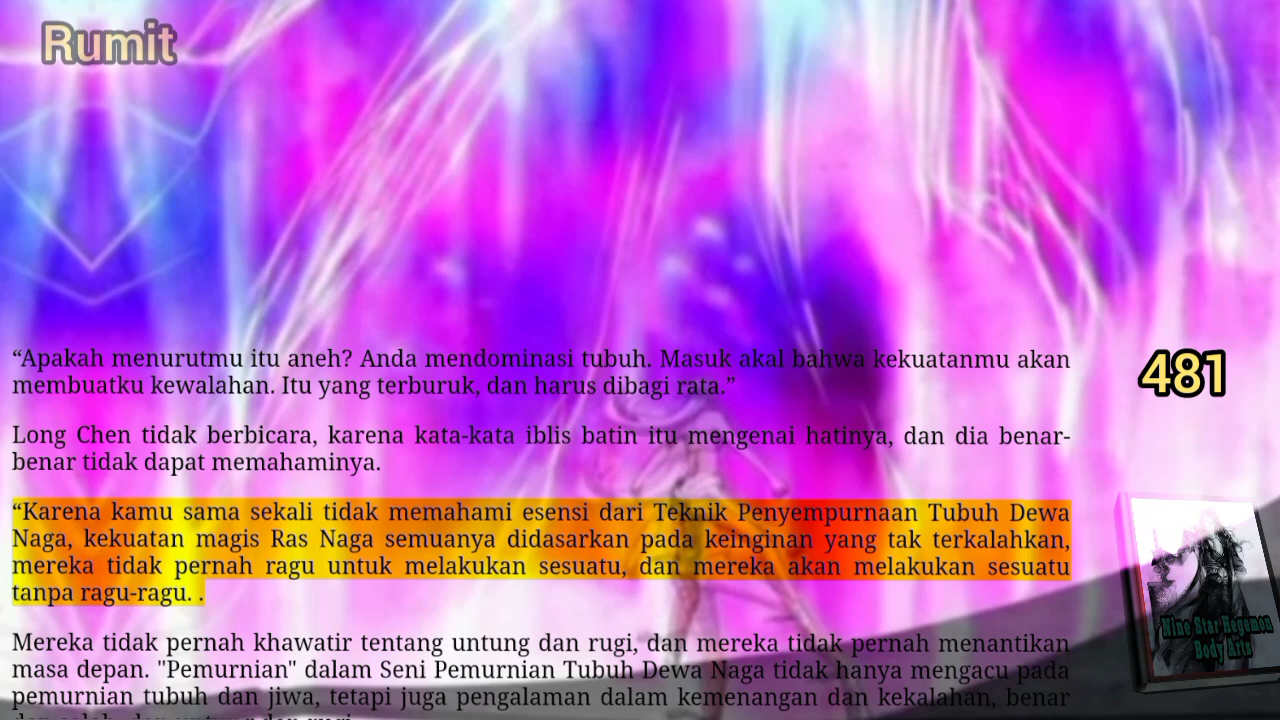 Rumit
“Apakah menurutmu itu aneh? Anda mendominasi tubuh. Masuk akal bahwa kekuatanmu akan
membuatku kewalahan. Itu yang terburuk, dan harus dibagi rata.”
481
Long Chen tidak berbicara, karena kata-kata iblis batin itu mengenai hatinya, dan dia benar-
benar tidak dapat memahaminya.
“Karena kamu sama sekali tidak memahami esensi dari Teknik Penyempurnaan Tubuh Dewa
Naga, kekuatan magis Ras Naga semuanya didasarkan pada keinginan yang tak terkalahkan,
mereka tidak pernah ragu untuk melakukan sesuatu, dan mereka akan melakukan sesuatu
tanpa ragu-ragu. .
Nine Star Hegemon
Body Arts
Mereka tidak pernah khawatir tentang untung dan rugi, dan mereka tidak pernah menantikan
masa depan. "Pemurnian" dalam Seni Pemurnian Tubuh Dewa Naga tidak hanya mengacu pada
pemurnian tubuh dan jiwa, tetapi juga pengalaman dalam kemenangan dan kekalahan, benar